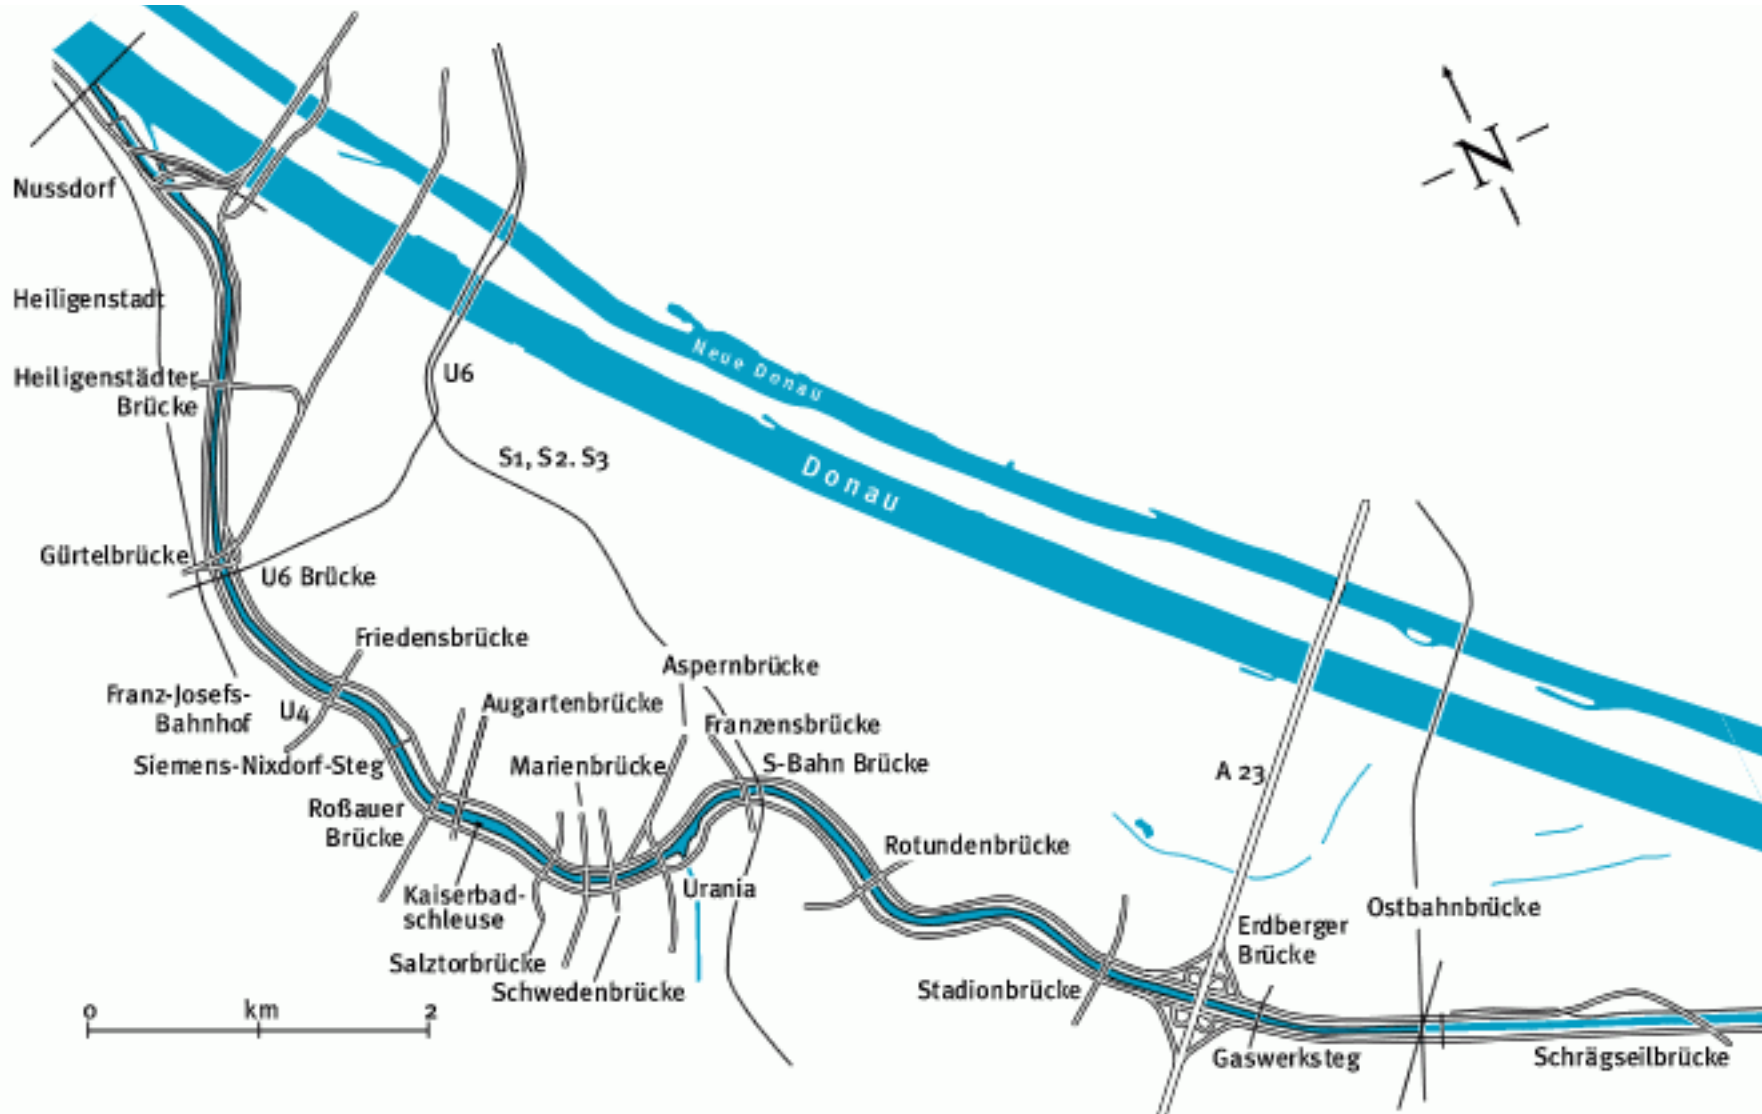 N
Nussdorf
Heiligenstadt
Neue Donau
Heiligenstädter
Brücke
U6
S1, S2. S3
Donau
Gürtelbrücke
U6 Brücke
Friedensbrücke
Aspernbrücke
Franz-Josefs-
Bahnhof
U4
Augartenbrücke
Franzensbrücke
Siemens-Nixdorf-Steg
Marienbrücke
S-Bahn Brücke
A 23
Roßauer
Brücke
Rotundenbrücke
Kaiserbad-
schleuse
Urania
Ostbahnbrücke
Erdberger
Brücke
Salztorbrücke
Schwedenbrücke
Stadionbrücke
0 km 2
Gaswerksteg
Schrägseilbrücke